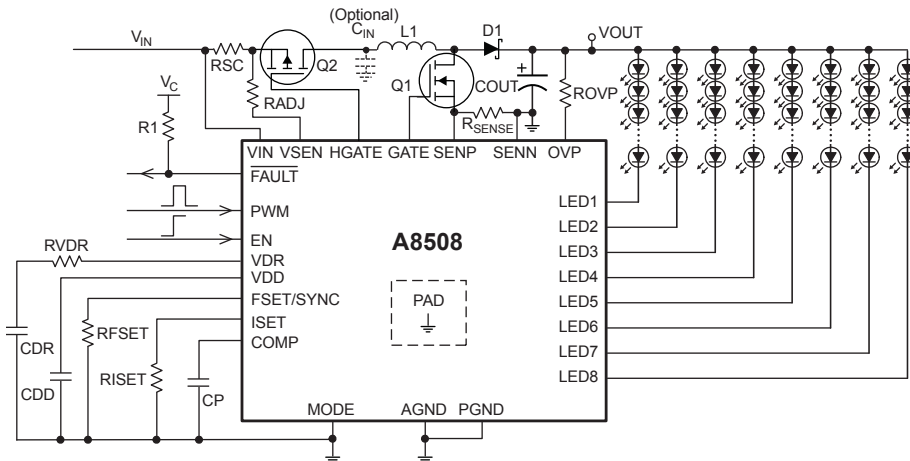 (Optional)
CIN
L1
D1
VOUT
VIN
RSC
Q2
Q1
COUT
ROVP
VC
RADJ
RSENSE
R1
VIN VSEN HGATE GATE SENP SENN OVP
FAULT
PWM
EN
RVDR
VDR
VDD
FSET/SYNC
ISET
COMP
A8508
PAD
LED1
LED2
LED3
LED4
LED5
LED6
LED7
LED8
RFSET
CDR
RISET
CDD
CP
MODE AGND PGND